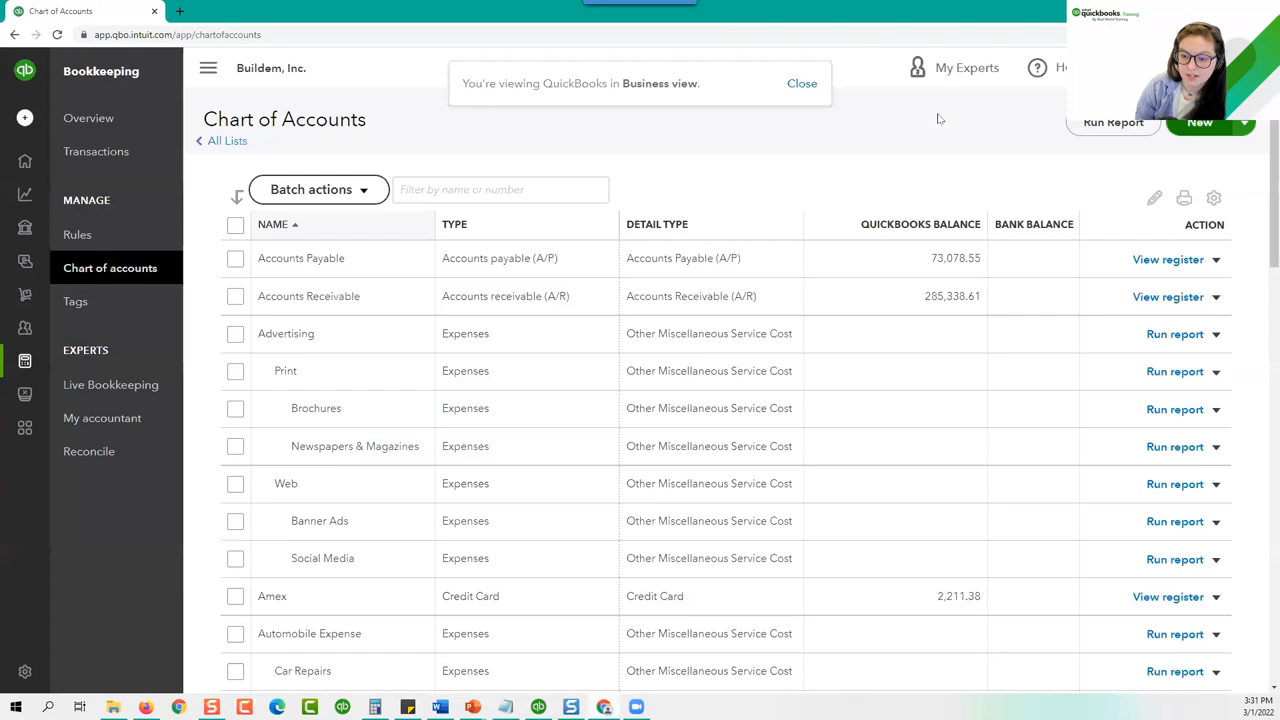 Chart of Accounts
app.qbo.intuit.com/app/chartofaccounts
intuit quickbooks. Training
By Real World Training
qb
Bookkeeping
Buildem, Inc.
You're viewing QuickBooks in Business view.
Close
My Experts
Overview
Transactions
MANAGE
Rules
Chart of accounts
Tags
EXPERTS
Live Bookkeeping
My accountant
Reconcile
Chart of Accounts
All Lists
Run Report
New
Batch actions
Filter by name or number
NAME TYPE DETAIL TYPE QUICKBOOKS BALANCE BANK BALANCE ACTION
Accounts Payable Accounts payable (A/P) Accounts Payable (A/P) 73,078.55 View register
Accounts Receivable Accounts receivable (A/R) Accounts Receivable (A/R) 285,338.61 View register
Advertising Expenses Other Miscellaneous Service Cost Run report
Print Expenses Other Miscellaneous Service Cost Run report
Brochures Expenses Other Miscellaneous Service Cost Run report
Newspapers & Magazines Expenses Other Miscellaneous Service Cost Run report
Web Expenses Other Miscellaneous Service Cost Run report
Banner Ads Expenses Other Miscellaneous Service Cost Run report
Social Media Expenses Other Miscellaneous Service Cost Run report
Amex Credit Card Credit Card 2,211.38 View register
Automobile Expense Expenses Other Miscellaneous Service Cost Run report
Car Repairs Expenses Other Miscellaneous Service Cost Run report
3:31 PM
3/1/2022